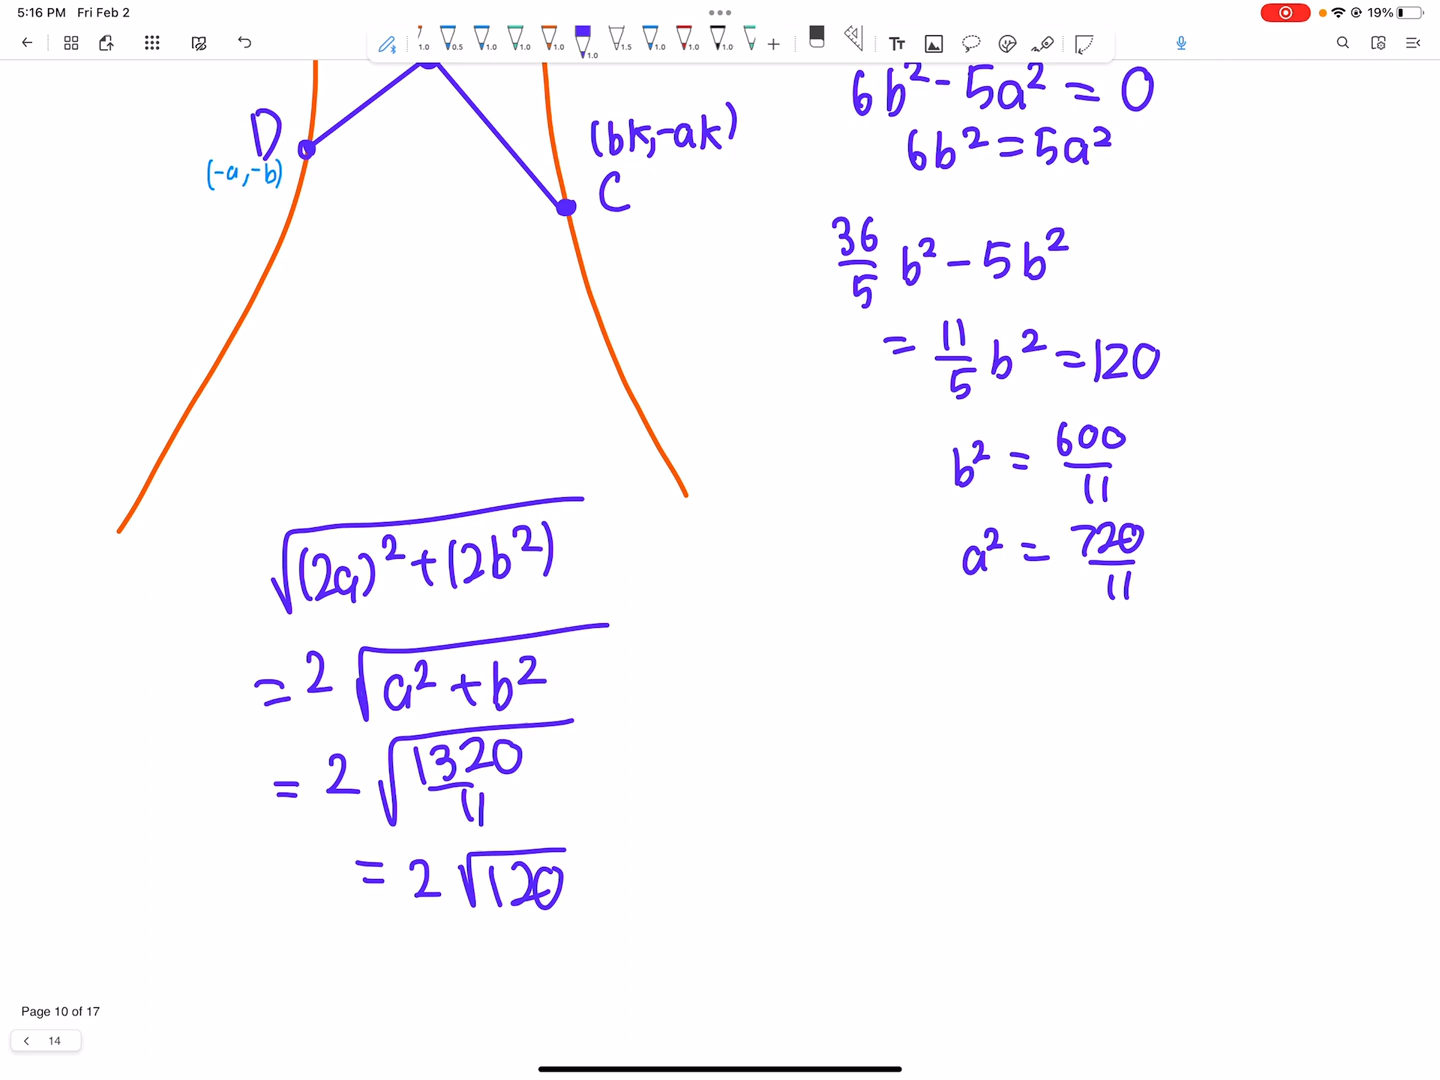 5:16 PM Fri Feb 2
19%
1.0 0.5 1.0 1.0 1.0 1.0 1.5 1.0 1.0 1.0
D
(-a,-b)
(bk,-ak)
C
√((2a)²+(2b²)
= 2 √(a² + b²)
= 2 √(1320/11)
= 2 √120
6b² - 5a² = 0
6b² = 5a²
36/5 b² - 5b²
= 11/5 b² = 120
b² = 600/11
a² = 720/11
Page 10 of 17
< 14